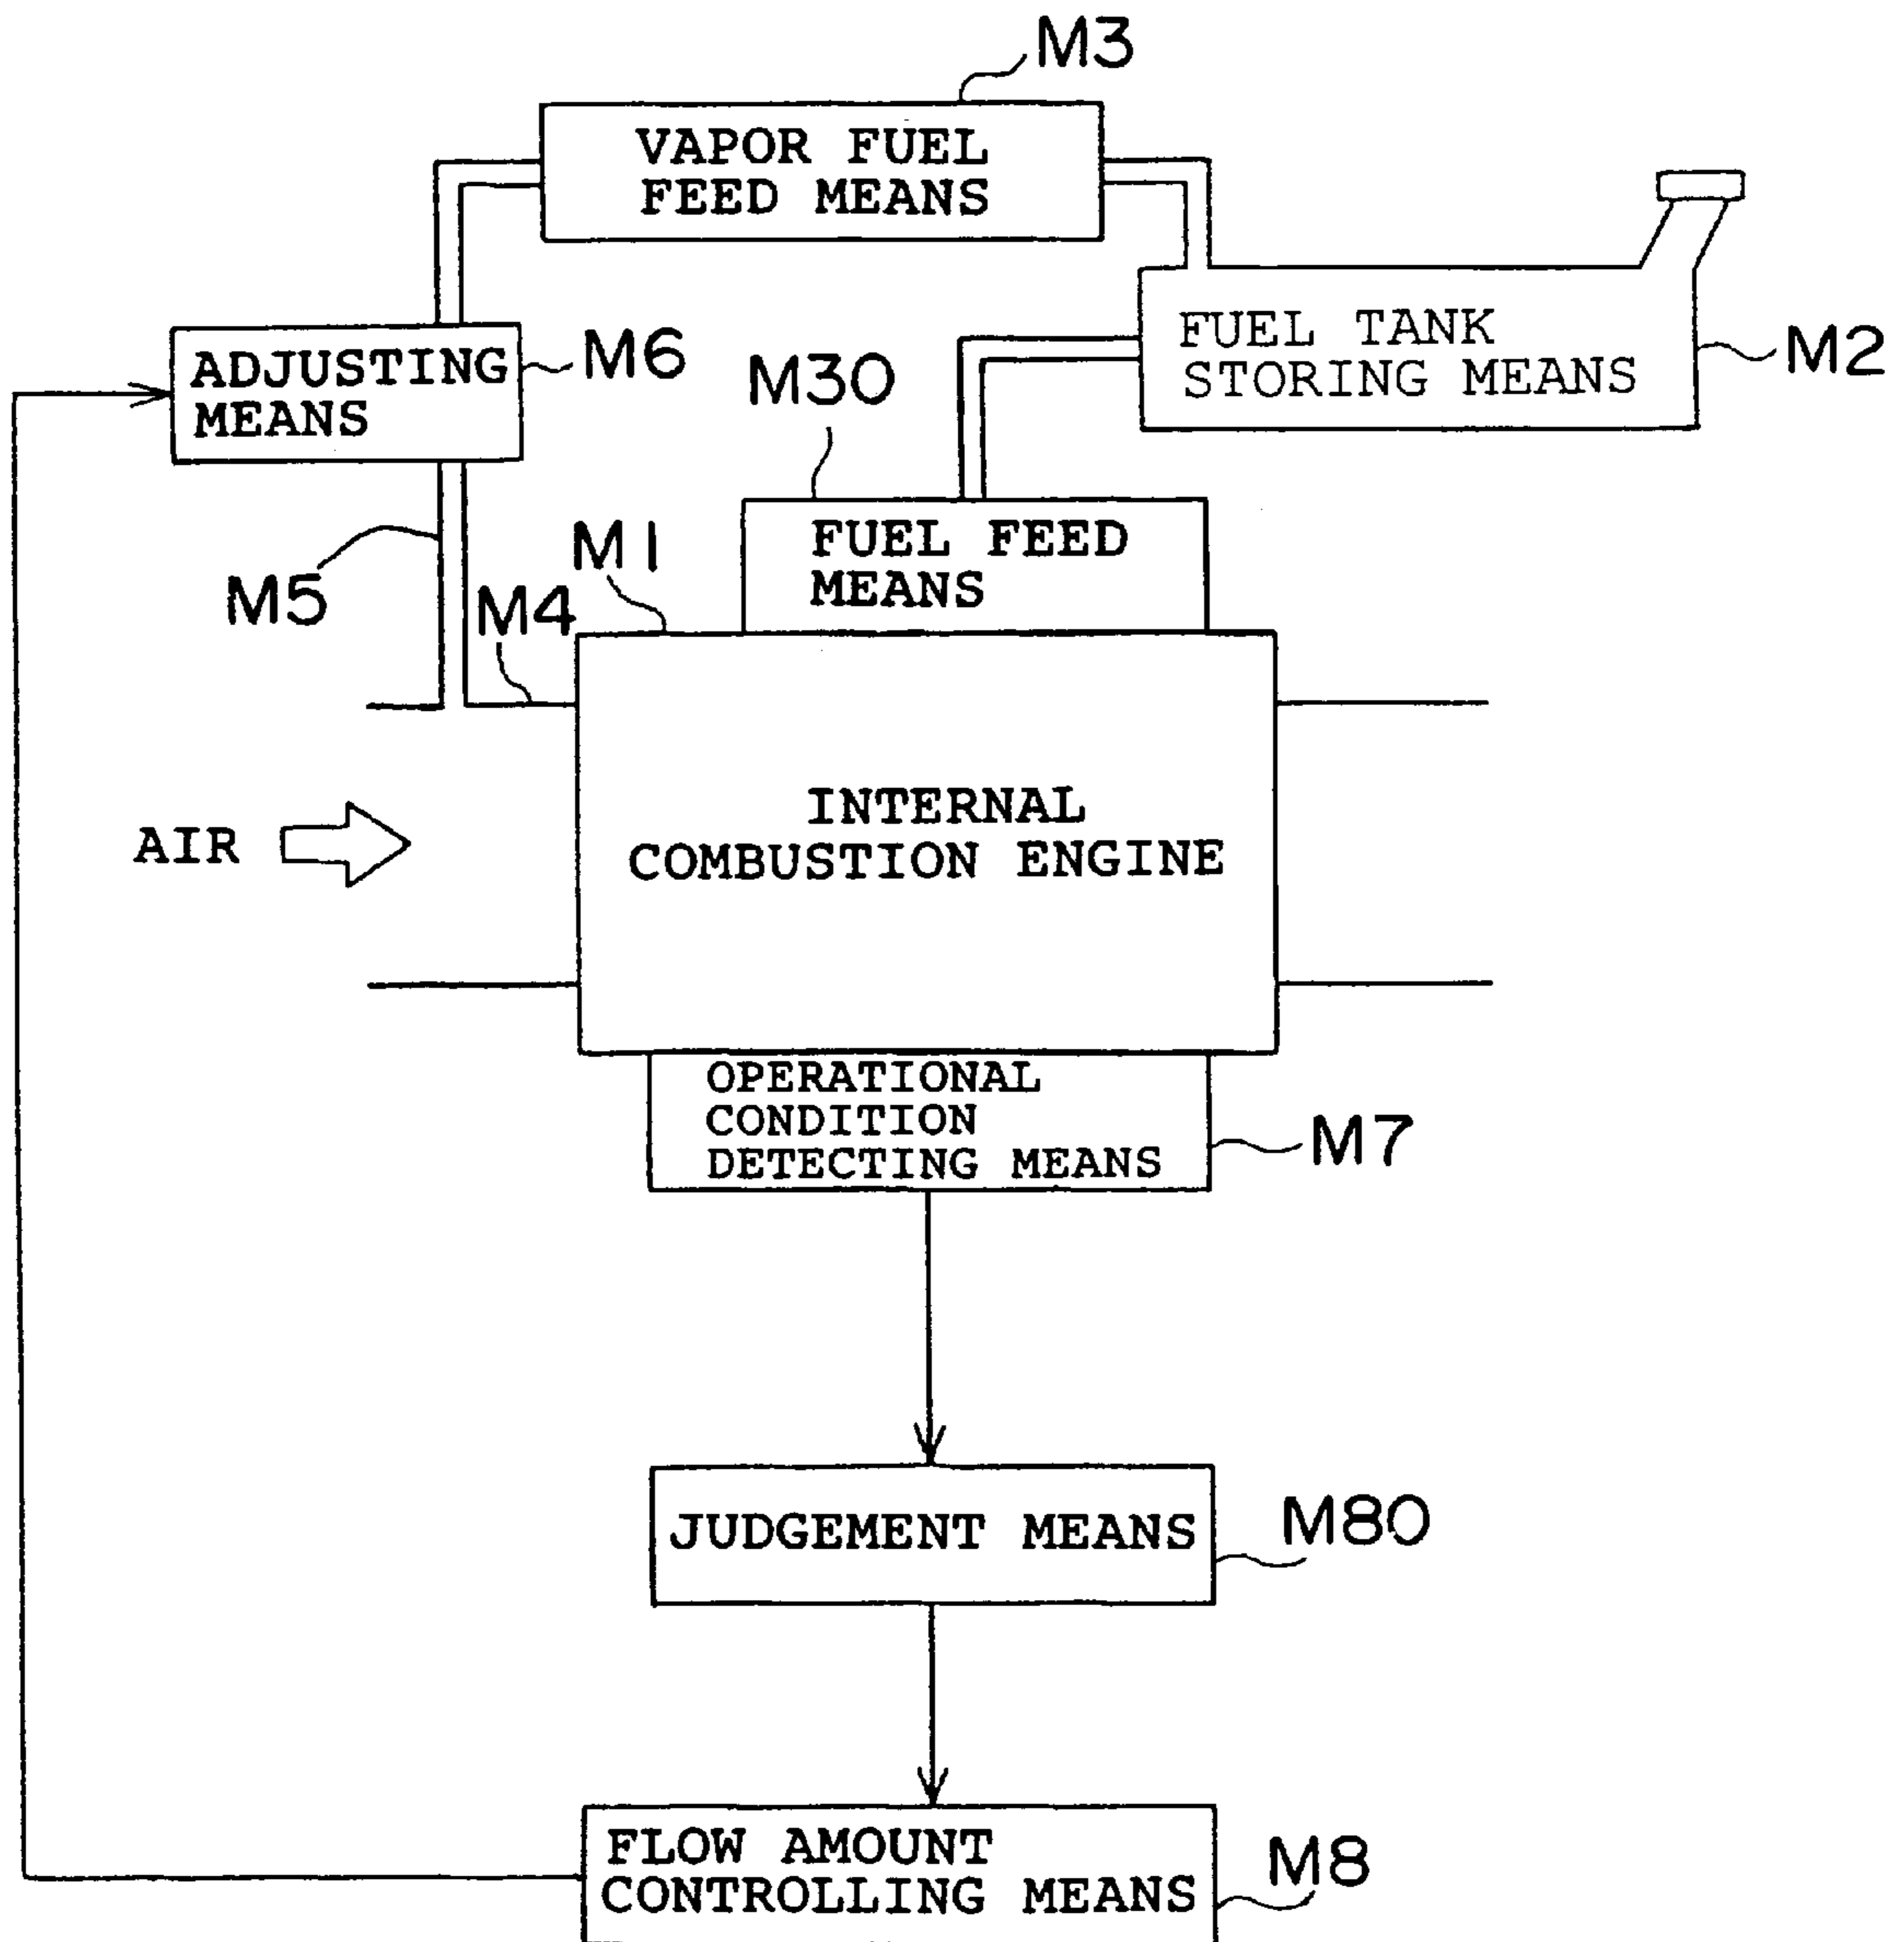 M3
VAPOR FUEL
FEED MEANS
FUEL TANK
STORING MEANS
M2
ADJUSTING
MEANS
M6
M30
FUEL FEED
MEANS
M5
M4
M1
INTERNAL
COMBUSTION ENGINE
AIR
OPERATIONAL
CONDITION
DETECTING MEANS
M7
JUDGEMENT MEANS
M80
FLOW AMOUNT
CONTROLLING MEANS
M8